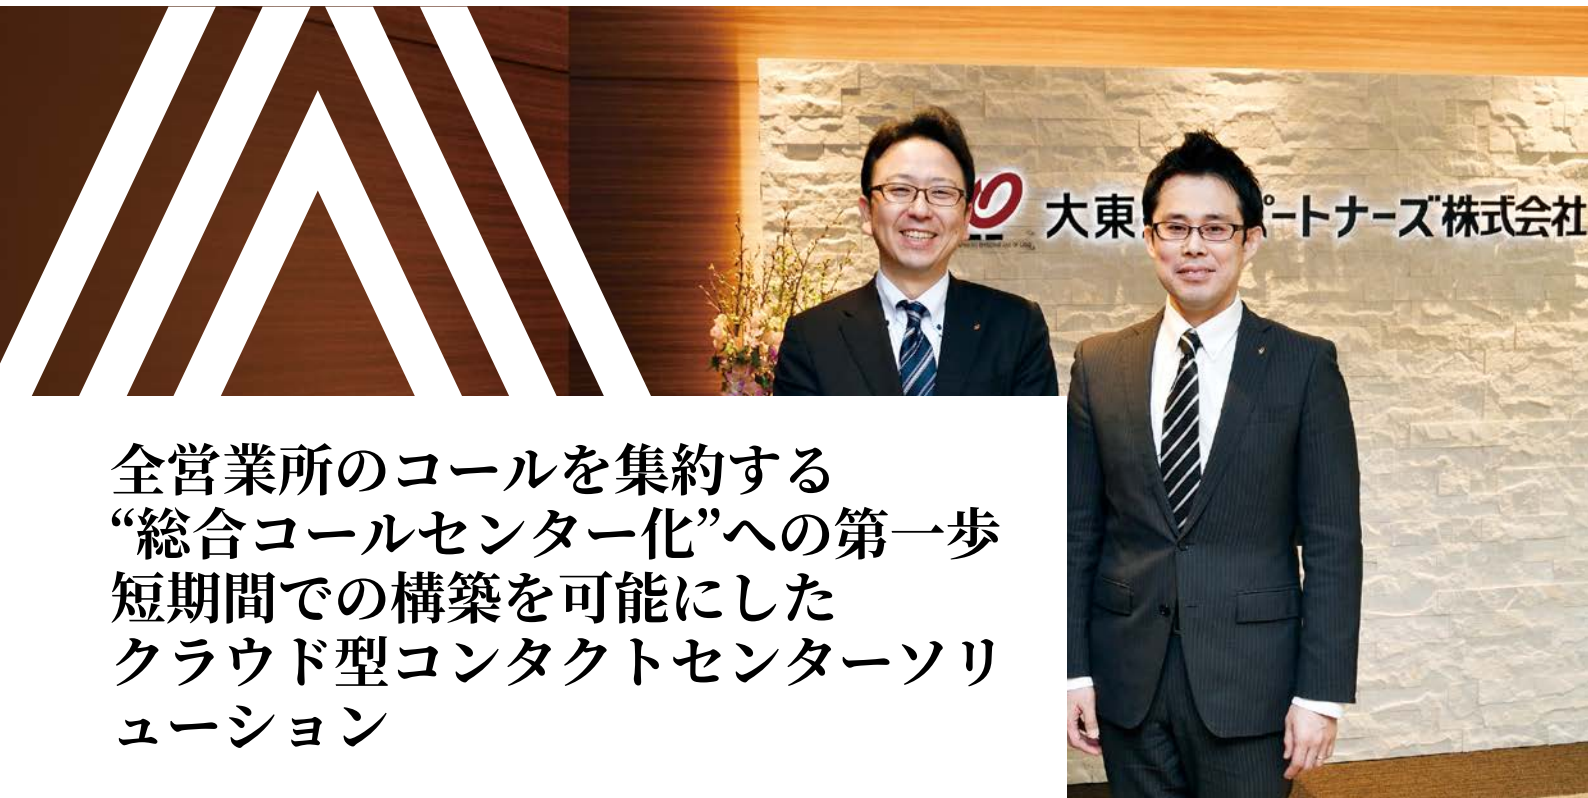 大東 パートナーズ株式会社
全営業所のコールを集約する
“総合コールセンター化”への第一歩
短期間での構築を可能にした
クラウド型コンタクトセンターソリ
ューション